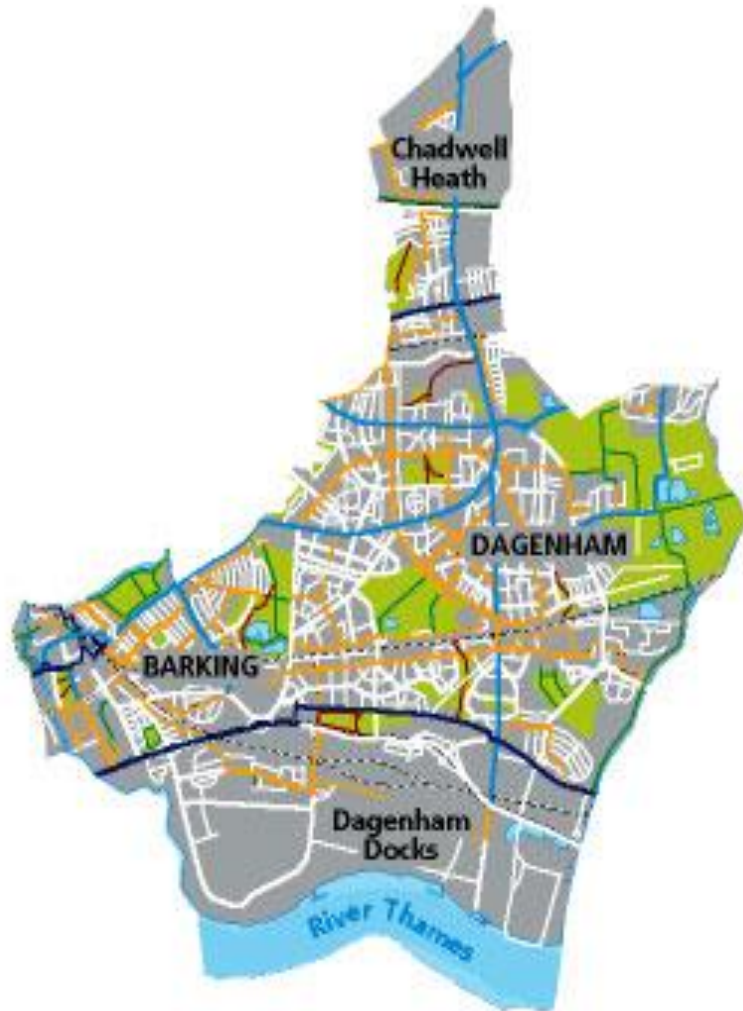 Chadwell
Heath
DAGENHAM
BARKING
Dagenham
Docks
River Thames